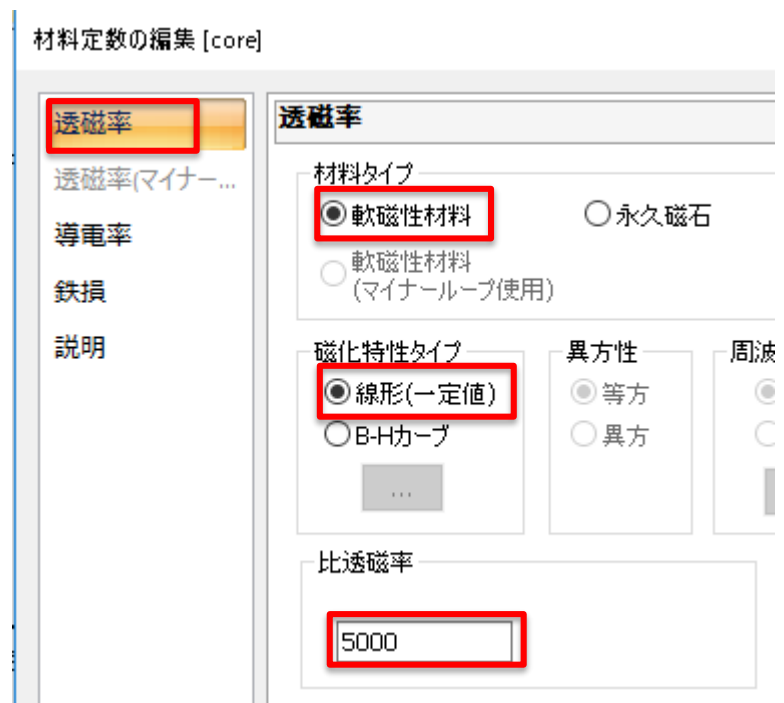 材料定数の編集 [core]
透磁率
透磁率(マイナー...
導電率
鉄損
説明
透磁率
材料タイプ
軟磁性材料
永久磁石
軟磁性材料
(マイナーループ使用)
磁化特性タイプ
線形(一定値)
B-Hカーブ
...
異方性
等方
異方
周波
比透磁率
5000